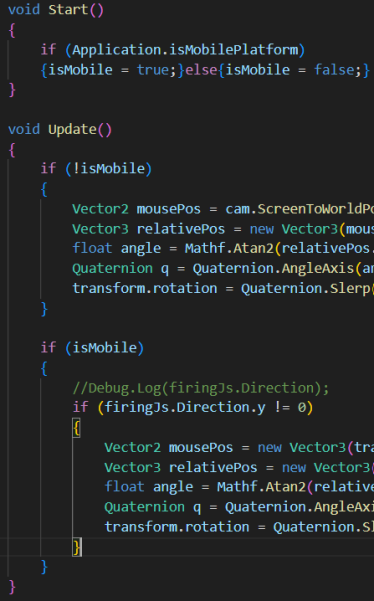 void Start()
{
if (Application.isMobilePlatform)
{isMobile = true;}else{isMobile = false;}
}
void Update()
{
if (!isMobile)
{
Vector2 mousePos = cam.ScreenToWorldPo
Vector3 relativePos = new Vector3(mous
float angle = Mathf.Atan2(relativePos.
Quaternion q = Quaternion.AngleAxis(an
transform.rotation = Quaternion.Slerp(
}
if (isMobile)
{
//Debug.Log(firingJs.Direction);
if (firingJs.Direction.y != 0)
{
Vector2 mousePos = new Vector3(tra
Vector3 relativePos = new Vector3(
float angle = Mathf.Atan2(relative
Quaternion q = Quaternion.AngleAxi
transform.rotation = Quaternion.Sl
}
}
}